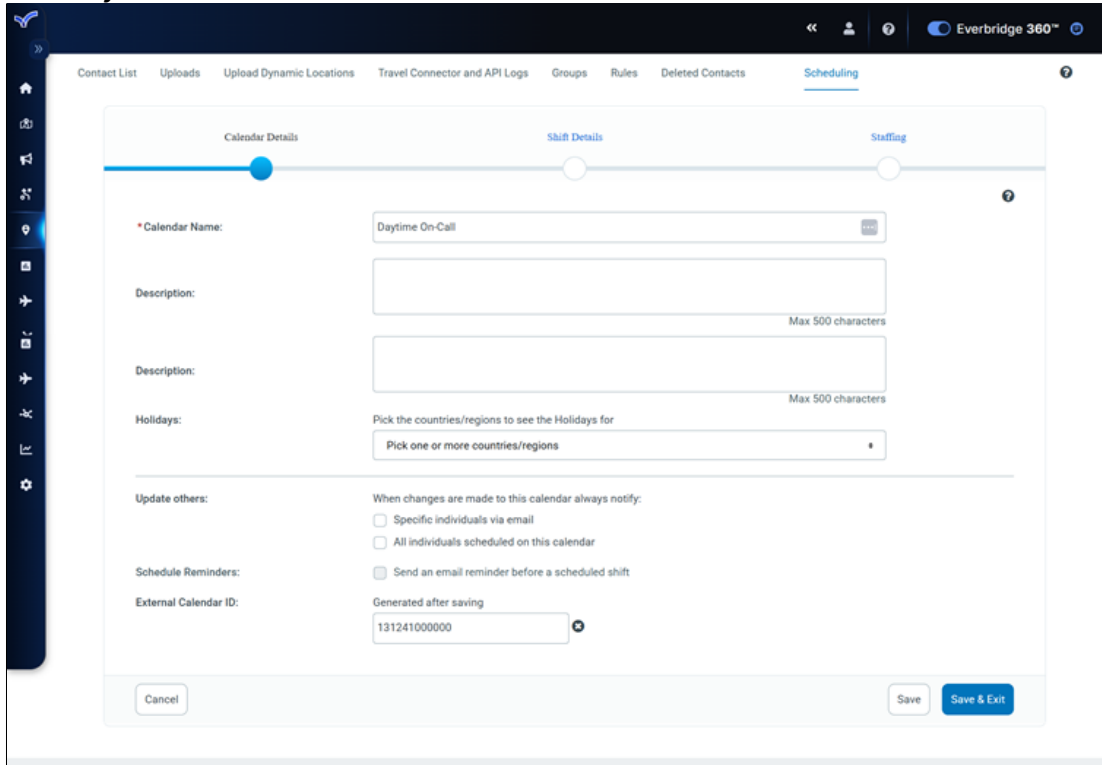 Everbridge 360™
Contact List Uploads Upload Dynamic Locations Travel Connector and API Logs Groups Rules Deleted Contacts Scheduling
Calendar Details Shift Details Staffing
*Calendar Name: Daytime On-Call
Description:
Max 500 characters
Description:
Max 500 characters
Holidays: Pick the countries/regions to see the Holidays for
Pick one or more countries/regions
Update others: When changes are made to this calendar always notify:
Specific individuals via email
All individuals scheduled on this calendar
Schedule Reminders: Send an email reminder before a scheduled shift
External Calendar ID: Generated after saving
131241000000
Cancel Save Save & Exit